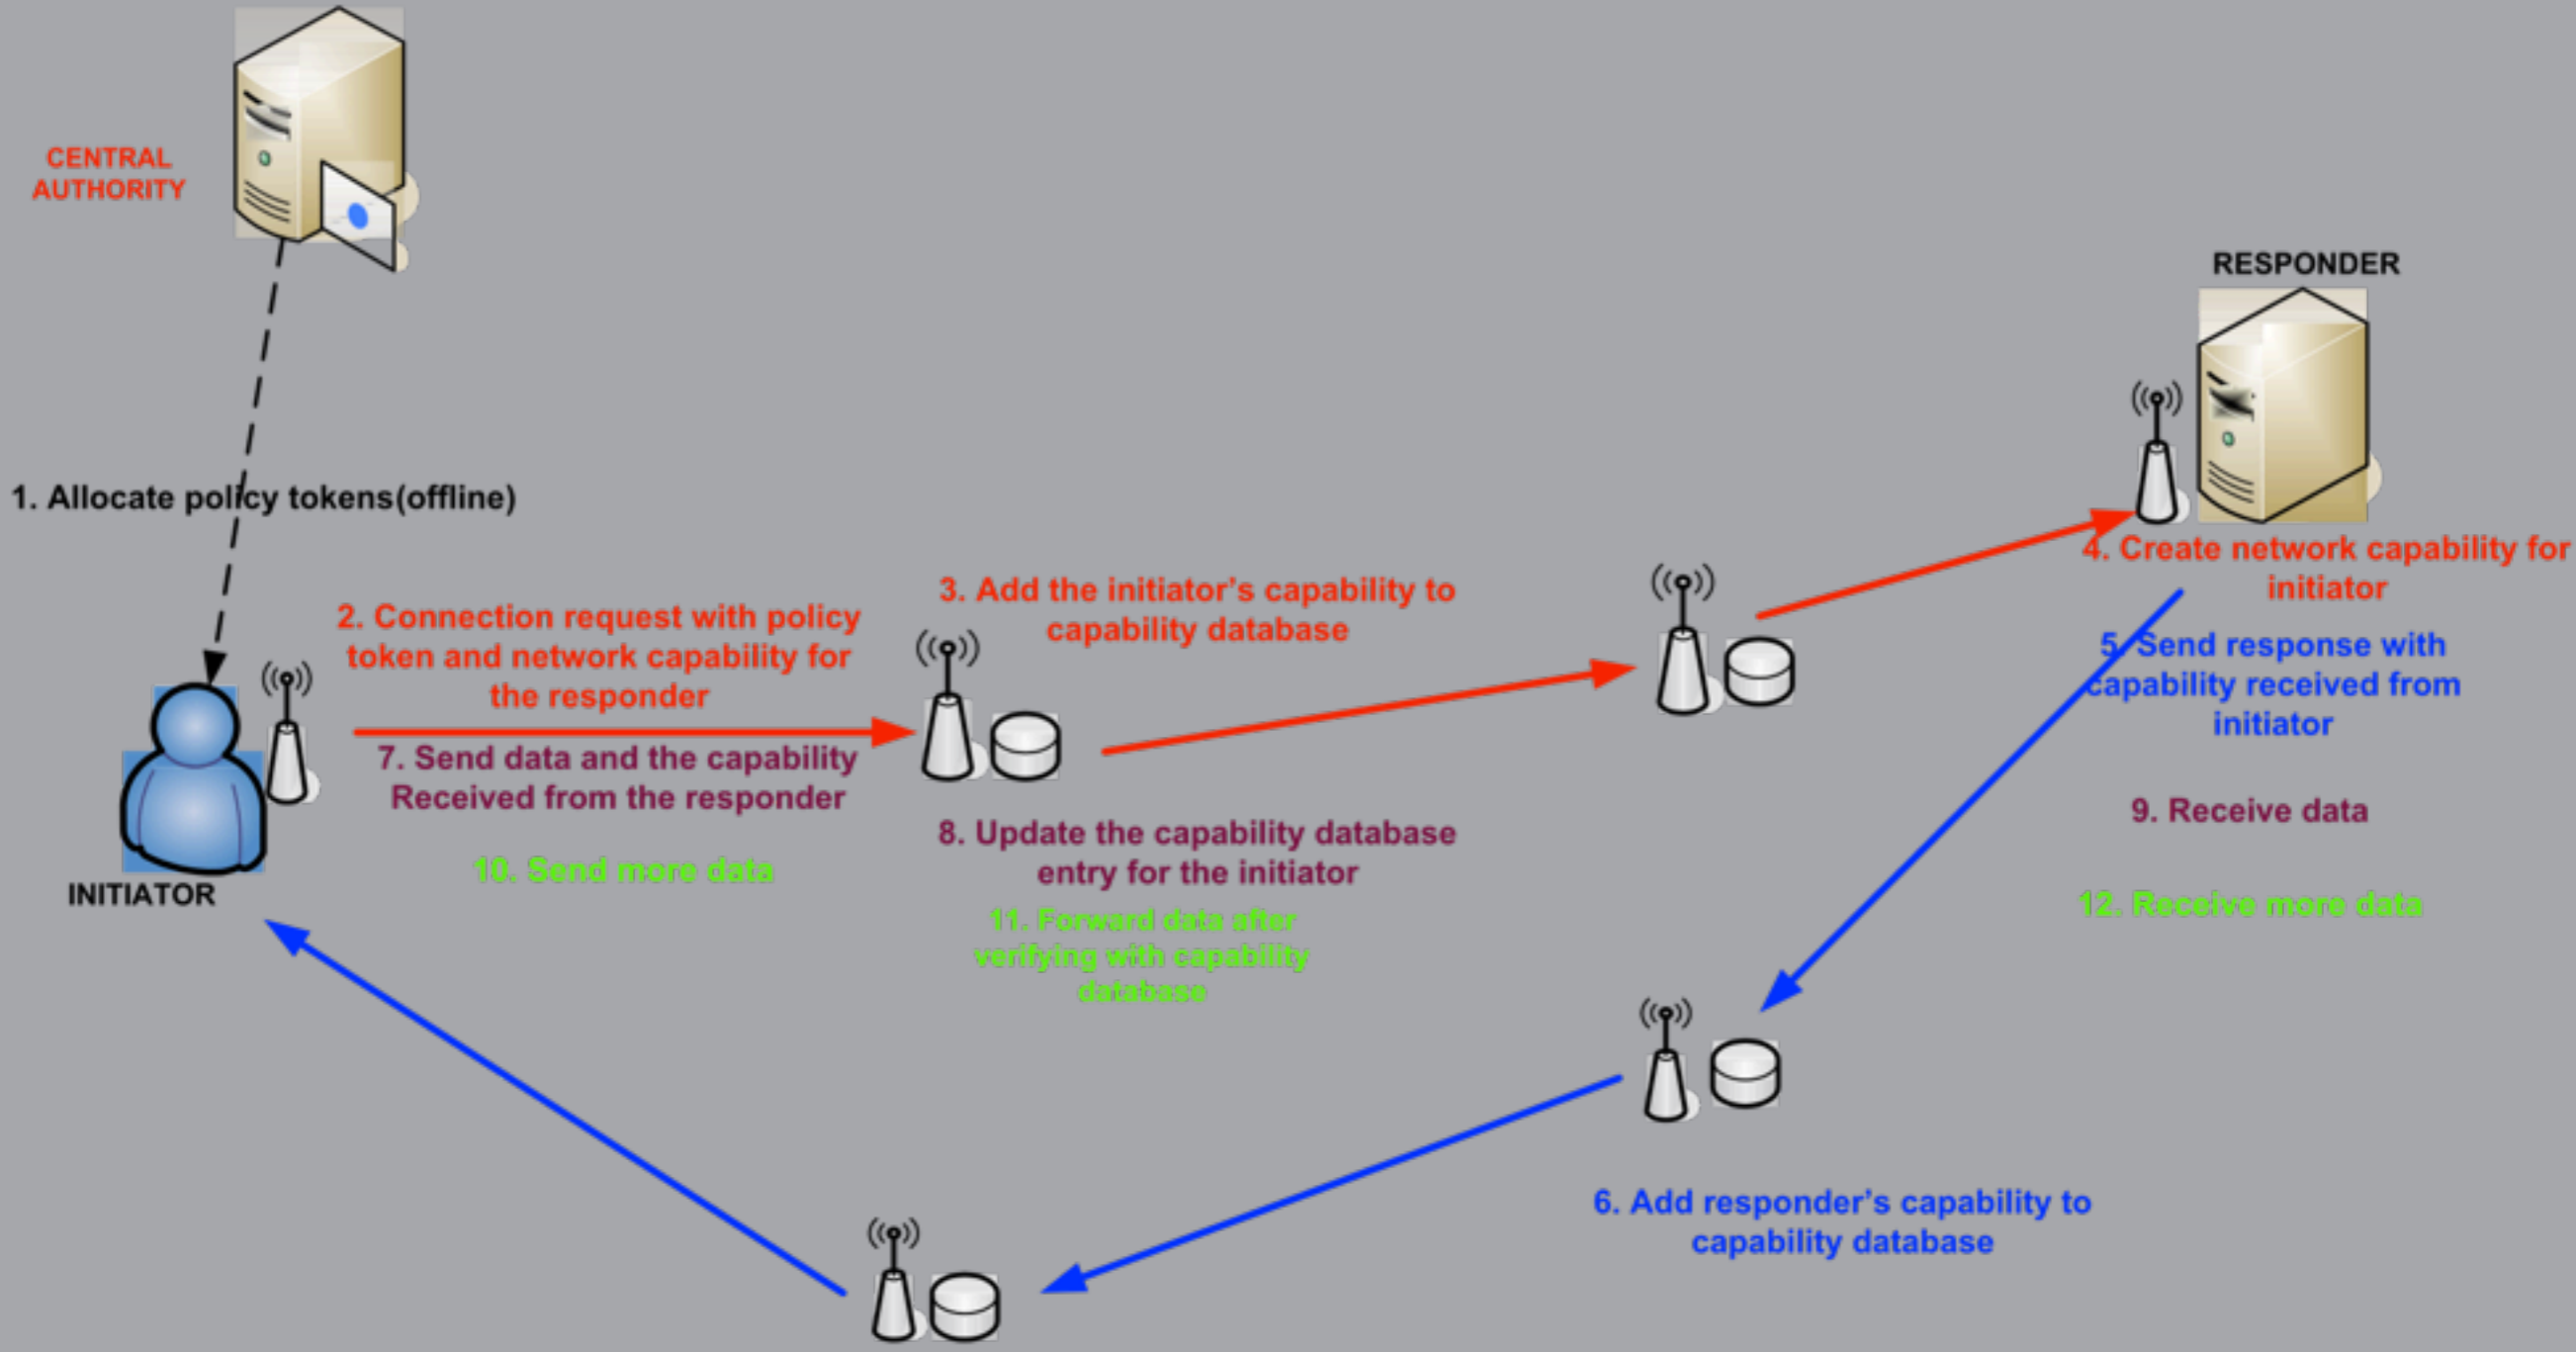 CENTRAL
AUTHORITY
RESPONDER
1. Allocate policy tokens(offline)
2. Connection request with policy
token and network capability for
the responder
3. Add the initiator's capability to
capability database
4. Create network capability for
initiator
5. Send response with
capability received from
initiator
7. Send data and the capability
Received from the responder
8. Update the capability database
entry for the initiator
9. Receive data
10. Send more data
INITIATOR
11. Forward data after
verifying with capability
database
12. Receive more data
6. Add responder's capability to
capability database